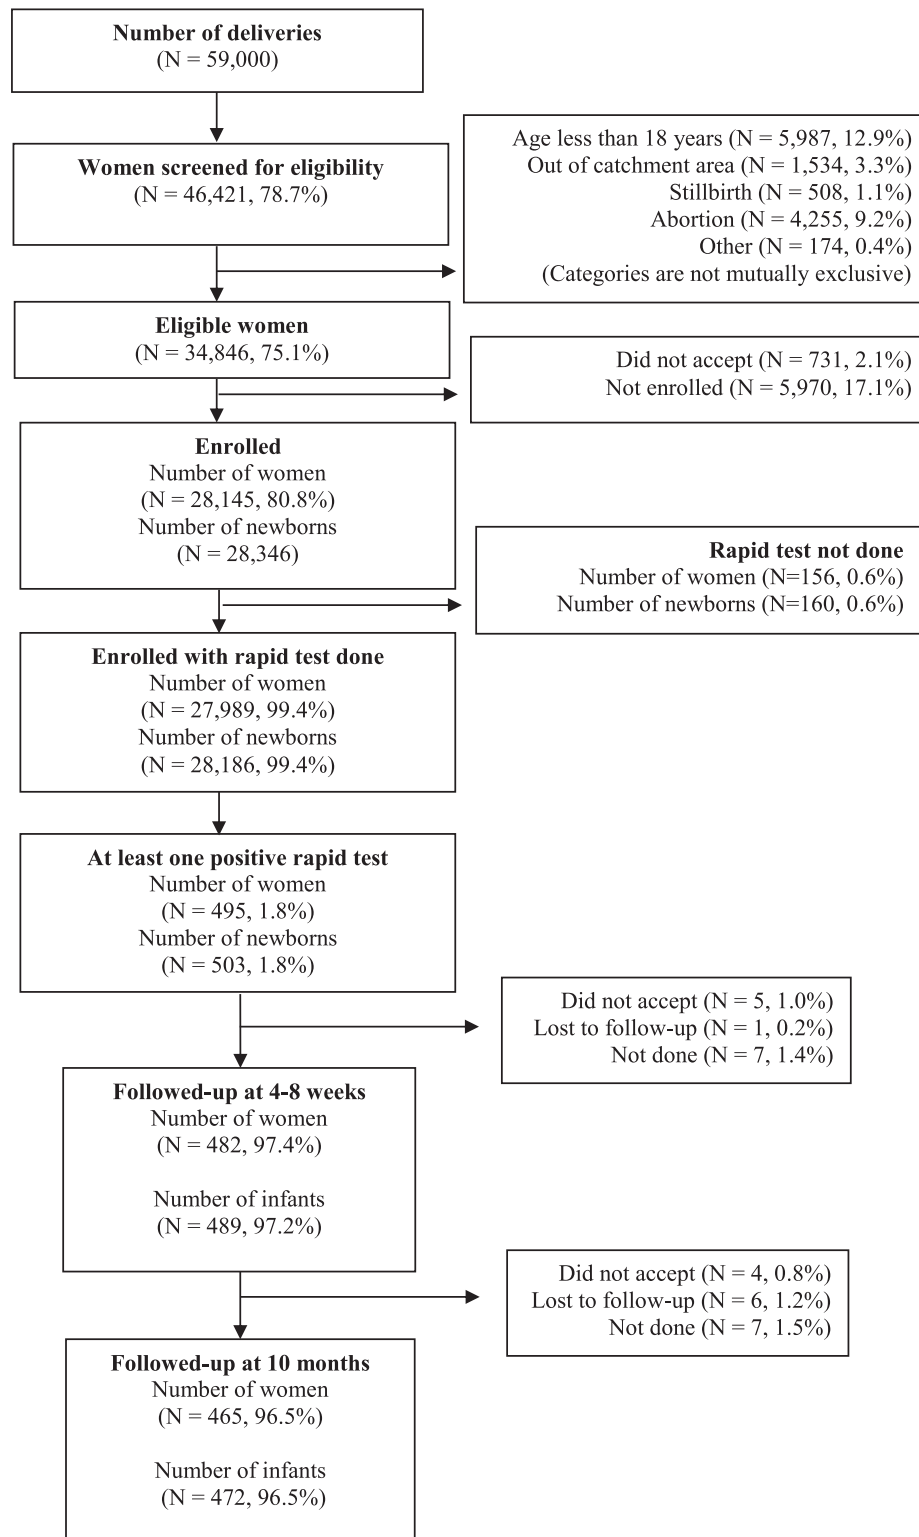 Number of deliveries
(N = 59,000)
Women screened for eligibility
(N = 46,421, 78.7%)
Age less than 18 years (N = 5,987, 12.9%)
Out of catchment area (N = 1,534, 3.3%)
Stillbirth (N = 508, 1.1%)
Abortion (N = 4,255, 9.2%)
Other (N = 174, 0.4%)
(Categories are not mutually exclusive)
Eligible women
(N = 34,846, 75.1%)
Did not accept (N = 731, 2.1%)
Not enrolled (N = 5,970, 17.1%)
Enrolled
Number of women
(N = 28,145, 80.8%)
Number of newborns
(N = 28,346)
Rapid test not done
Number of women (N=156, 0.6%)
Number of newborns (N=160, 0.6%)
Enrolled with rapid test done
Number of women
(N = 27,989, 99.4%)
Number of newborns
(N = 28,186, 99.4%)
At least one positive rapid test
Number of women
(N = 495, 1.8%)
Number of newborns
(N = 503, 1.8%)
Did not accept (N = 5, 1.0%)
Lost to follow-up (N = 1, 0.2%)
Not done (N = 7, 1.4%)
Followed-up at 4-8 weeks
Number of women
(N = 482, 97.4%)
Number of infants
(N = 489, 97.2%)
Did not accept (N = 4, 0.8%)
Lost to follow-up (N = 6, 1.2%)
Not done (N = 7, 1.5%)
Followed-up at 10 months
Number of women
(N = 465, 96.5%)
Number of infants
(N = 472, 96.5%)